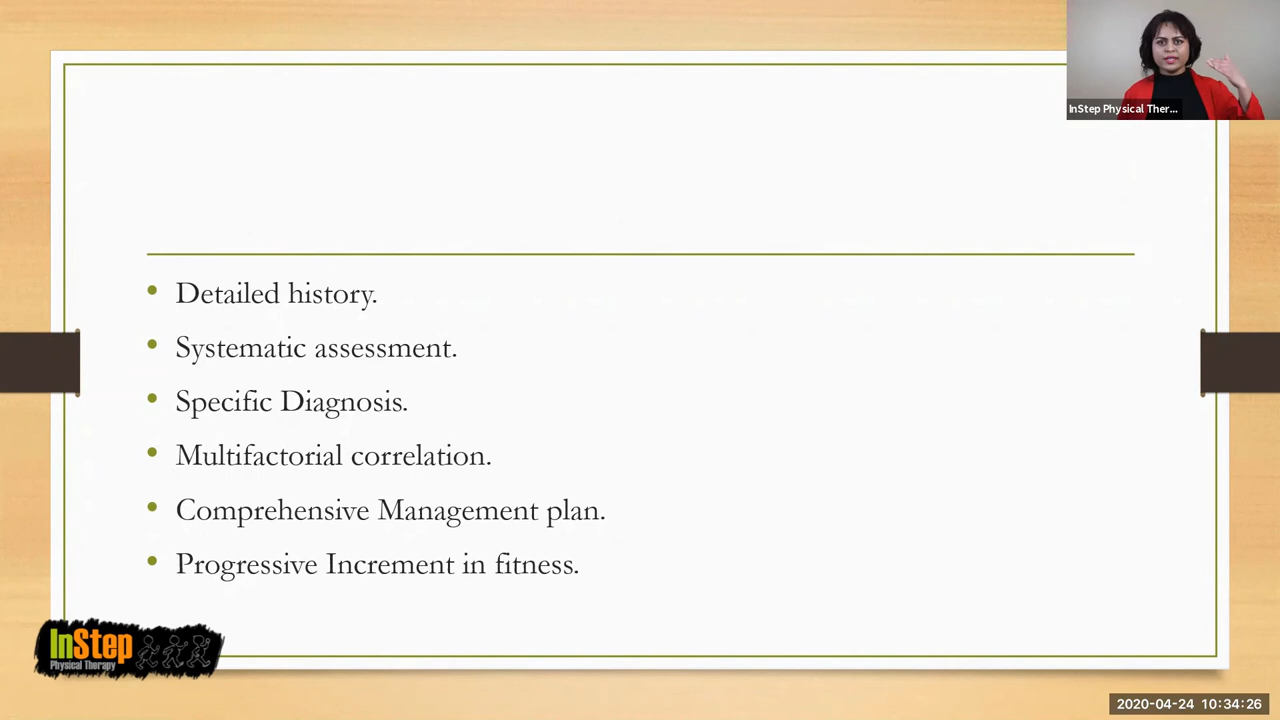 InStep Physical Ther...
• Detailed history.
• Systematic assessment.
• Specific Diagnosis.
• Multifactorial correlation.
• Comprehensive Management plan.
• Progressive Increment in fitness.
InStep
Physical Therapy
2020-04-24 10:34:26